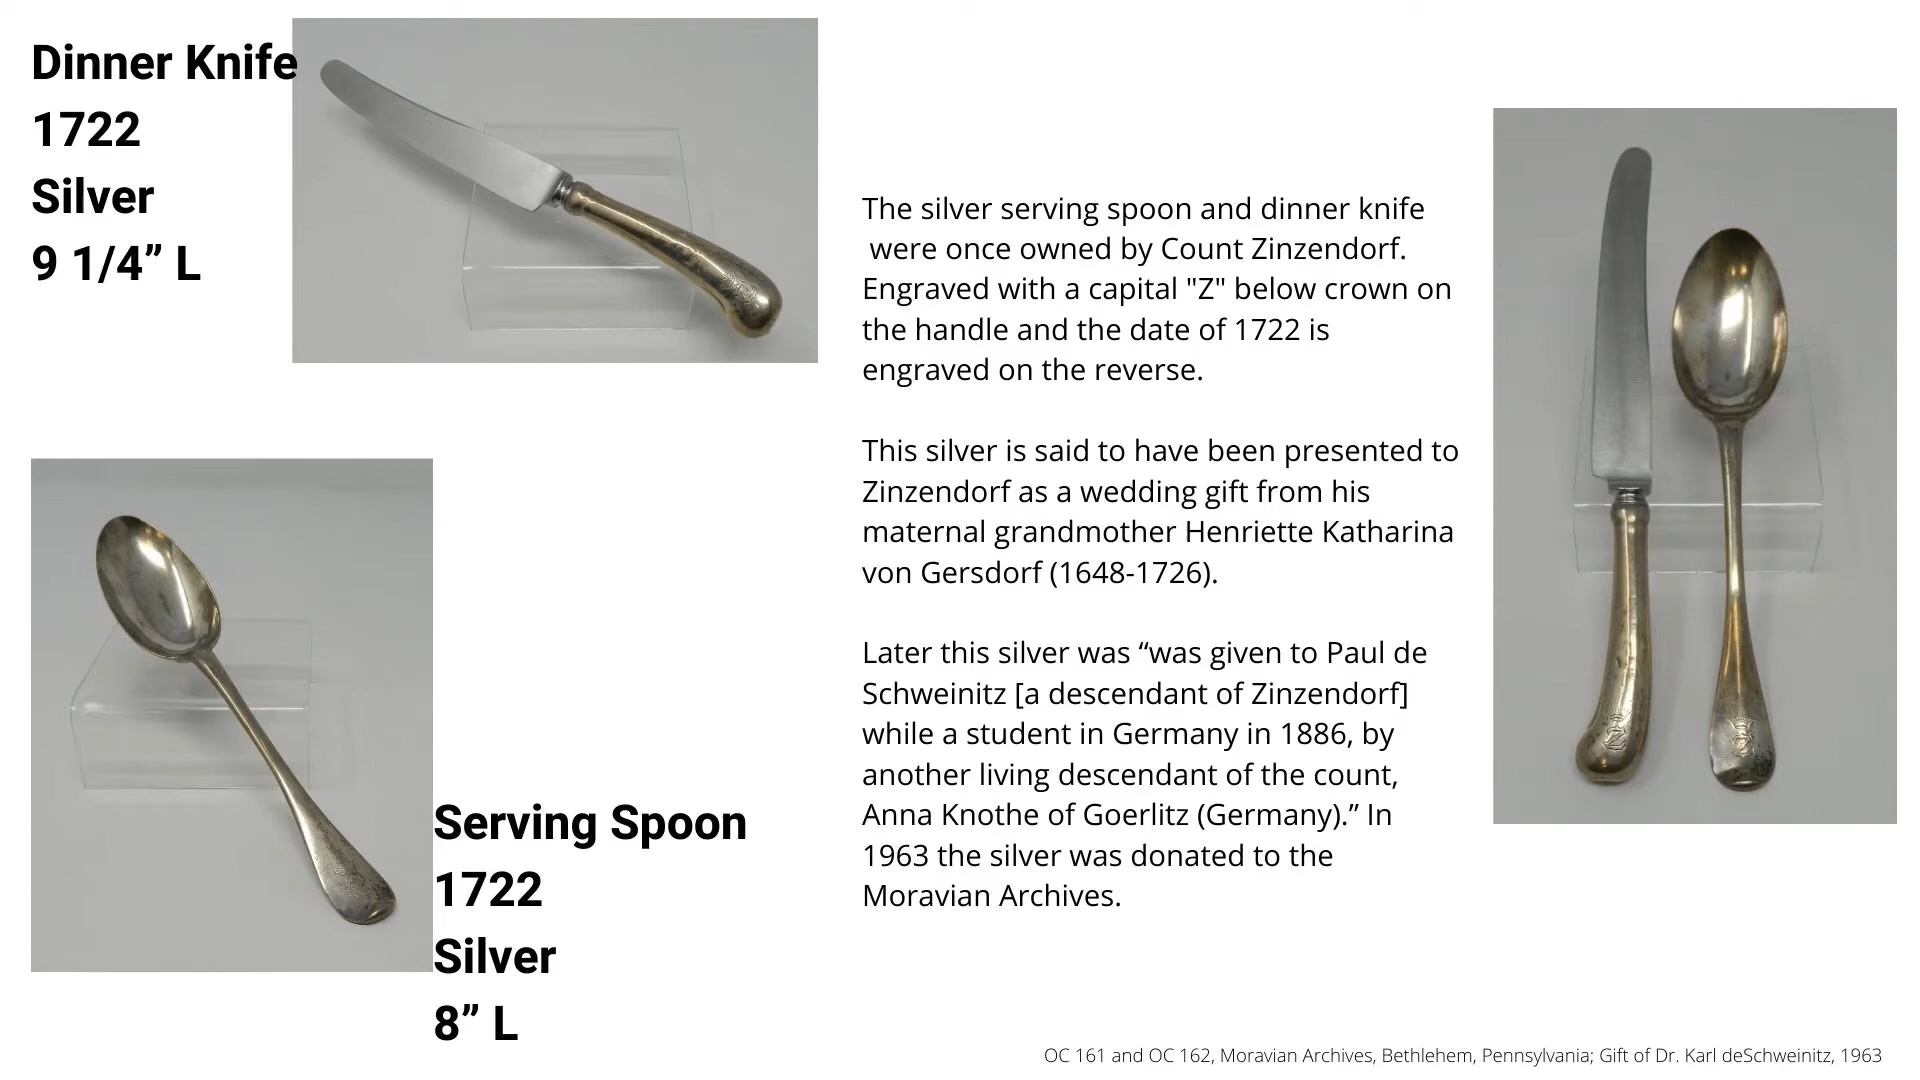 Dinner Knife
1722
Silver
9 1/4” L
Serving Spoon
1722
Silver
8” L
The silver serving spoon and dinner knife
were once owned by Count Zinzendorf.
Engraved with a capital "Z" below crown on
the handle and the date of 1722 is
engraved on the reverse.
This silver is said to have been presented to
Zinzendorf as a wedding gift from his
maternal grandmother Henriette Katharina
von Gersdorf (1648-1726).
Later this silver was “was given to Paul de
Schweinitz [a descendant of Zinzendorf]
while a student in Germany in 1886, by
another living descendant of the count,
Anna Knothe of Goerlitz (Germany).” In
1963 the silver was donated to the
Moravian Archives.
Z
Z
OC 161 and OC 162, Moravian Archives, Bethlehem, Pennsylvania; Gift of Dr. Karl deSchweinitz, 1963